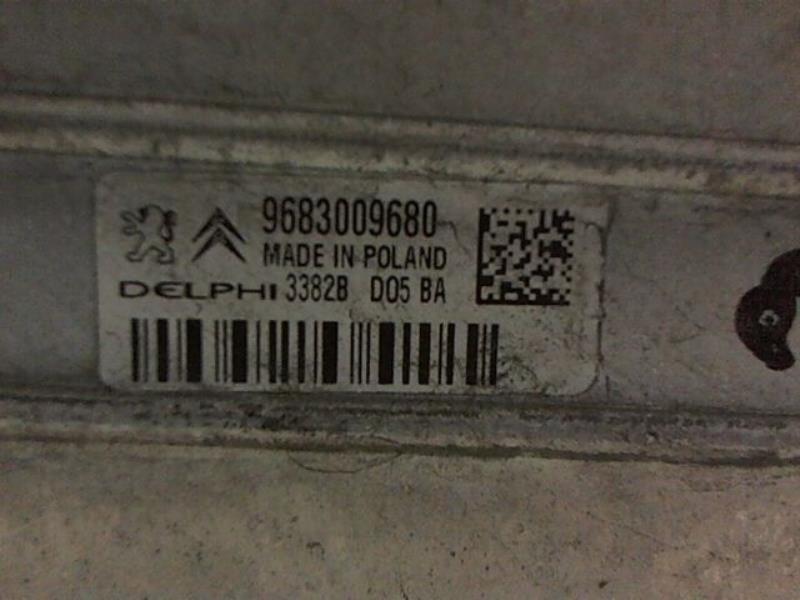 9683009680
MADE IN POLAND
DELPHI 3382B D05 BA